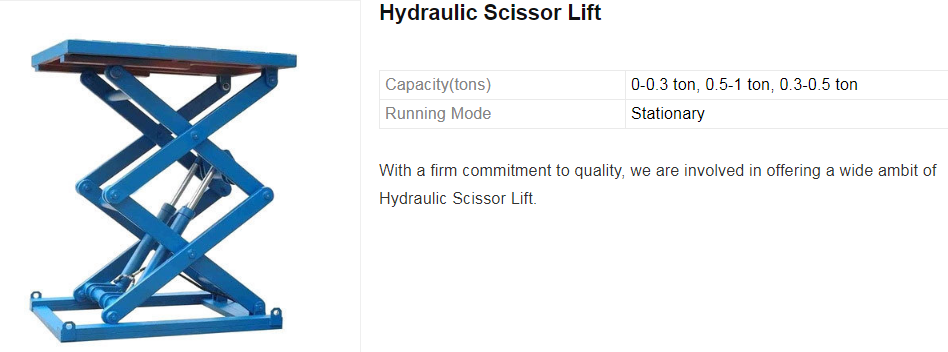 Hydraulic Scissor Lift
Capacity(tons) 0-0.3 ton, 0.5-1 ton, 0.3-0.5 ton
Running Mode Stationary
With a firm commitment to quality, we are involved in offering a wide ambit of
Hydraulic Scissor Lift.